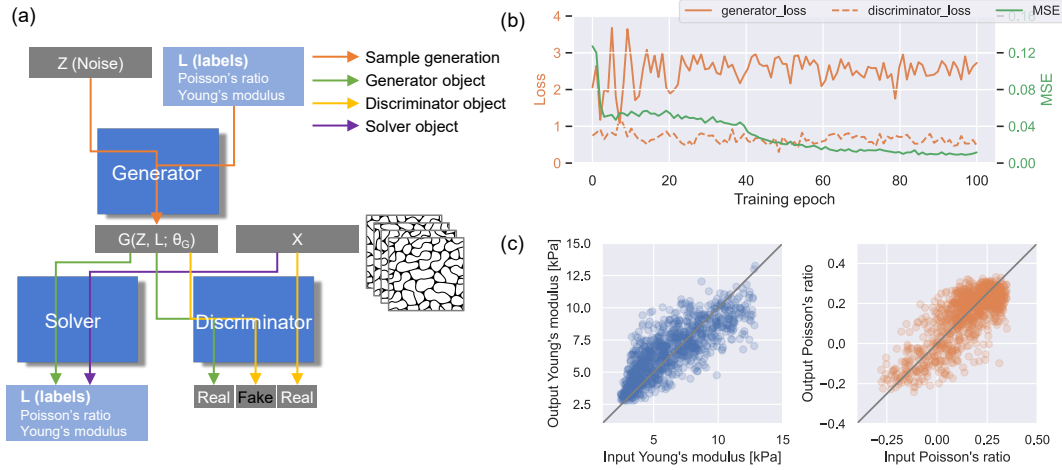 (a)
Z (Noise)
L (labels)
Poisson's ratio
Young's modulus
Sample generation
Generator object
Discriminator object
Solver object
Generator
G(Z, L; θG)
X
Solver
Discriminator
L (labels)
Poisson's ratio
Young's modulus
Real
Fake
Real
(b)
generator_loss
discriminator_loss
MSE
4
3
2
1
0
Loss
0.16
0.12
0.08
0.04
0.00
MSE
0
20
40
60
80
100
Training epoch
(c)
15.0
12.5
10.0
7.5
5.0
2.5
Output Young's modulus [kPa]
5
10
15
Input Young's modulus [kPa]
0.4
0.2
0.0
−0.2
−0.4
Output Poisson's ratio
−0.25
0.00
0.25
0.50
Input Poisson's ratio